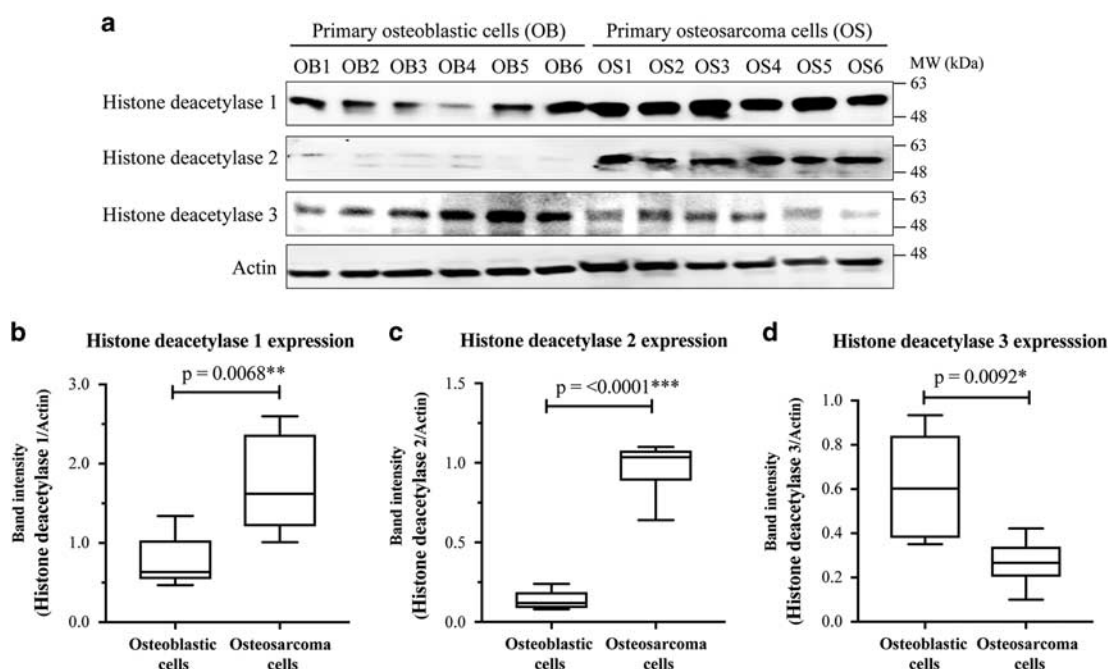 a
Primary osteoblastic cells (OB) Primary osteosarcoma cells (OS)
OB1 OB2 OB3 OB4 OB5 OB6 OS1 OS2 OS3 OS4 OS5 OS6 MW (kDa)
Histone deacetylase 1
63
48
Histone deacetylase 2
63
48
Histone deacetylase 3
63
48
Actin
48
b
Histone deacetylase 1 expression
p = 0.0068**
3.0
2.0
1.0
0.0
Band intensity
(Histone deacetylase 1/Actin)
Osteoblastic cells
Osteosarcoma cells
c
Histone deacetylase 2 expression
p = <0.0001***
1.5
1.0
0.5
0.0
Band intensity
(Histone deacetylase 2/Actin)
Osteoblastic cells
Osteosarcoma cells
d
Histone deacetylase 3 expresssion
p = 0.0092*
1.0
0.8
0.6
0.4
0.2
0.0
Band intensity
(Histone deacetylase 3/Actin)
Osteoblastic cells
Osteosarcoma cells